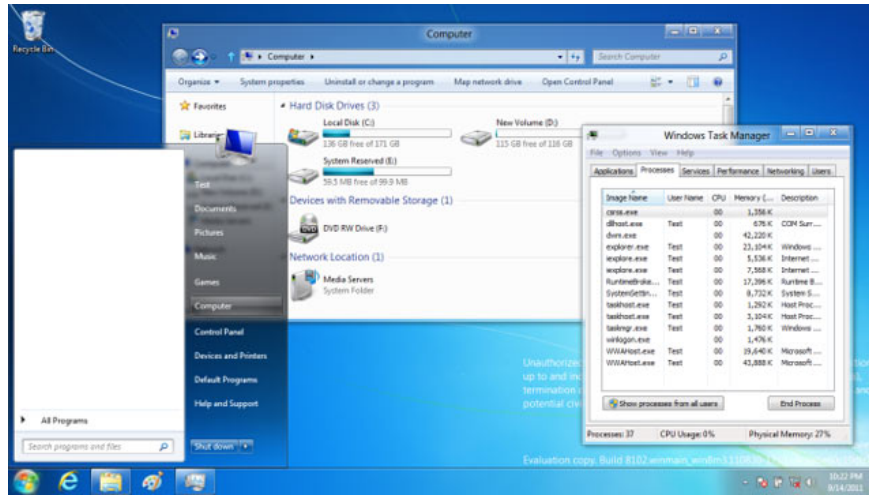 Recycle Bin
Computer
Computer
Search Computer
Organize
System properties
Uninstall or change a program
Map network drive
Open Control Panel
Favorites
Libraries
Hard Disk Drives (3)
Local Disk (C:)
136 GB free of 171 GB
New Volume (D:)
115 GB free of 116 GB
System Reserved (E:)
59.5 MB free of 99.9 MB
Devices with Removable Storage (1)
DVD RW Drive (F:)
Network Location (1)
Media Servers
System Folder
Test
Documents
Pictures
Music
Games
Computer
Control Panel
Devices and Printers
Default Programs
Help and Support
All Programs
Search programs and files
Shut down
Windows Task Manager
File Options View Help
Applications Processes Services Performance Networking Users
Image Name User Name CPU Memory (... Description
csrss.exe 00 1,356 K
dllhost.exe Test 00 676 K COM Surr...
dwm.exe 00 42,220 K
explorer.exe Test 00 23,104 K Windows ...
iexplore.exe Test 00 5,536 K Internet ...
iexplore.exe Test 00 7,568 K Internet ...
RuntimeBroke... Test 00 17,396 K Runtime B...
SystemSettin... Test 00 8,732 K System S...
taskhost.exe Test 00 1,292 K Host Proc...
taskhost.exe Test 00 3,104 K Host Proc...
taskmgr.exe Test 00 1,760 K Windows ...
winlogon.exe 00 1,476 K
WWAHost.exe Test 00 19,640 K Microsoft ...
WWAHost.exe Test 00 43,888 K Microsoft ...
Show processes from all users
End Process
Processes: 37 CPU Usage: 0% Physical Memory: 27%
Unauthorized
up to and
termination
potential
Evaluation copy. Build 8102
10:22 PM
9/14/2011